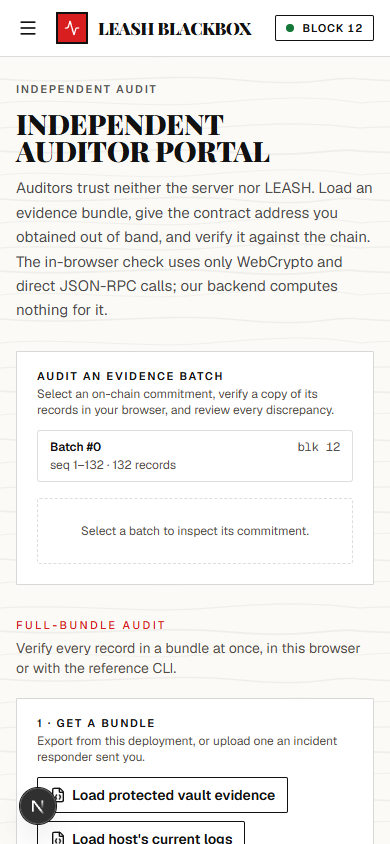 LEASH BLACKBOX
BLOCK 12
INDEPENDENT AUDIT
INDEPENDENT
AUDITOR PORTAL
Auditors trust neither the server nor LEASH. Load an
evidence bundle, give the contract address you
obtained out of band, and verify it against the chain.
The in-browser check uses only WebCrypto and
direct JSON-RPC calls; our backend computes
nothing for it.
AUDIT AN EVIDENCE BATCH
Select an on-chain commitment, verify a copy of its
records in your browser, and review every discrepancy.
Batch #0 blk 12
seq 1–132 · 132 records
Select a batch to inspect its commitment.
FULL-BUNDLE AUDIT
Verify every record in a bundle at once, in this browser
or with the reference CLI.
1 · GET A BUNDLE
Export from this deployment, or upload one an incident
responder sent you.
N
Load protected vault evidence
Load host's current logs